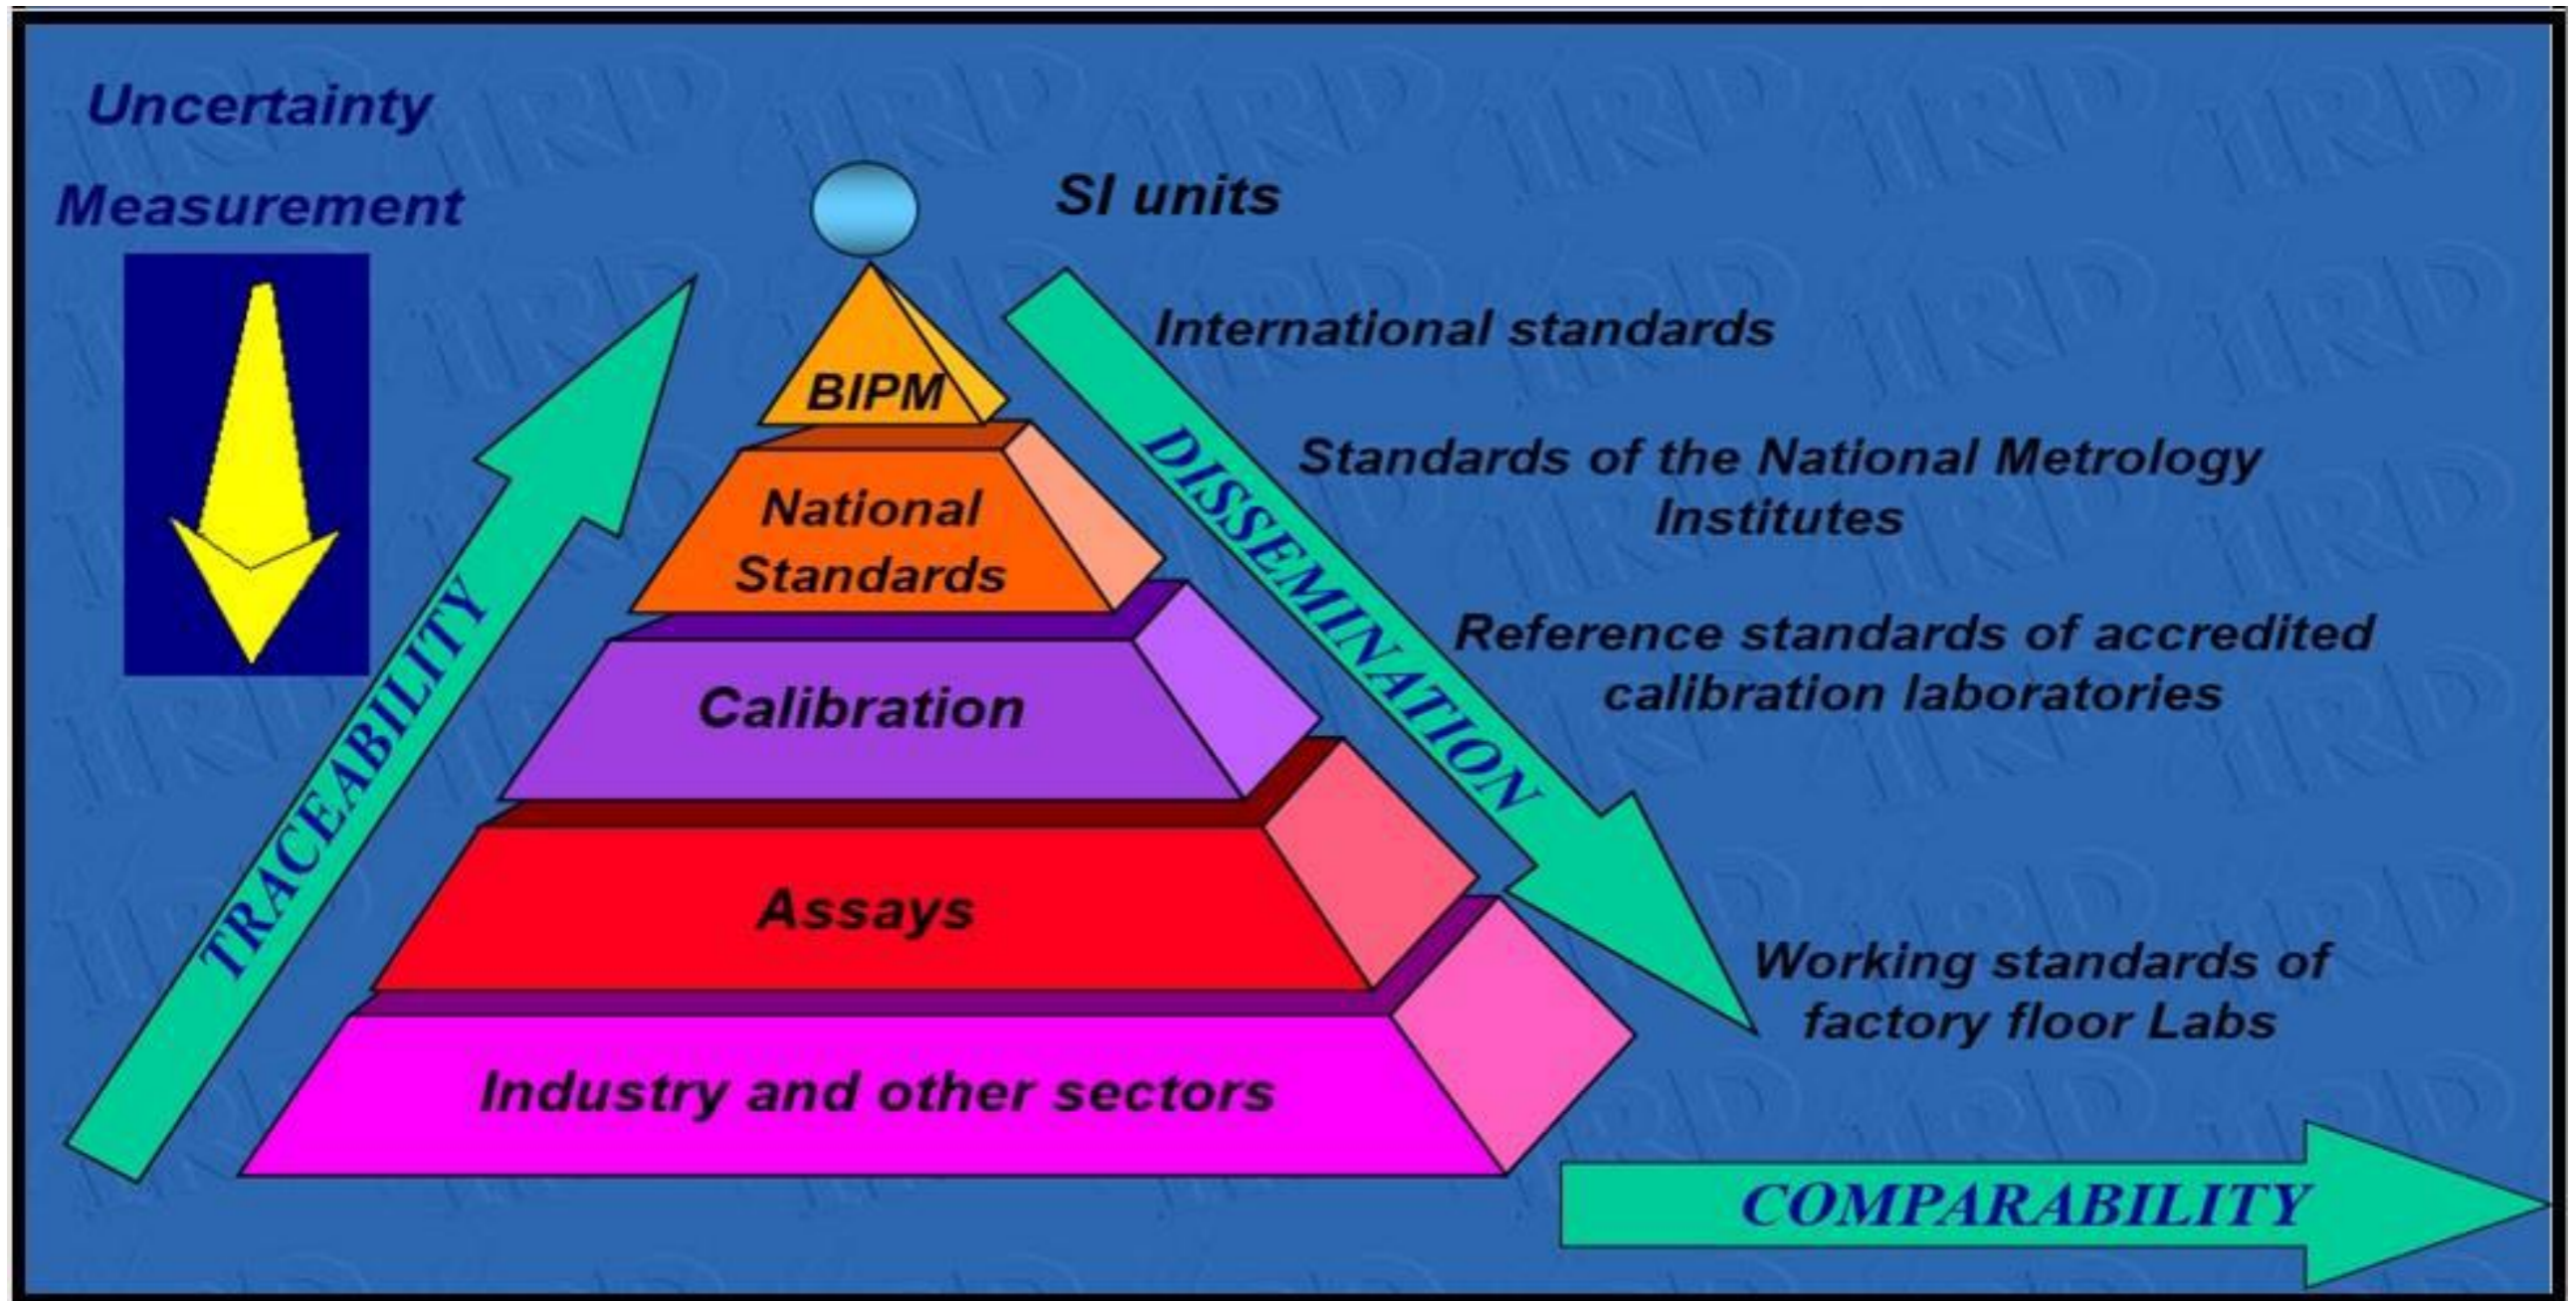 Uncertainty
Measurement
SI units
International standards
BIPM
Standards of the National Metrology
Institutes
National
Standards
Reference standards of accredited
calibration laboratories
Calibration
TRACEABILITY
DISSEMINATION
Assays
Working standards of
factory floor Labs
Industry and other sectors
COMPARABILITY